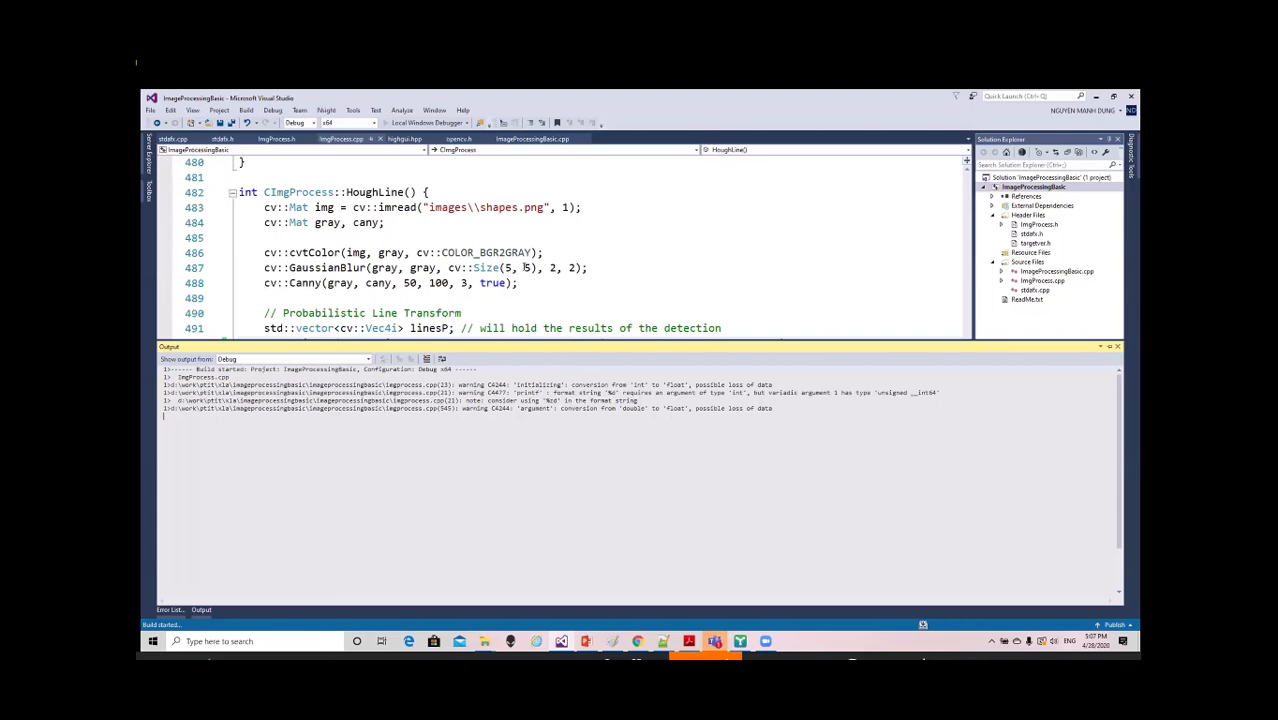 ImageProcessingBasic - Microsoft Visual Studio
Quick Launch (Ctrl+Q)
File Edit View Project Build Debug Team Nsight Tools Test Analyze Window Help
NGUYEN MANH DUNG ND
Debug x64 Local Windows Debugger
stdafx.cpp stdafx.h ImgProcess.h ImgProcess.cpp highgui.hpp opencv.h ImageProcessingBasic.cpp
ImageProcessingBasic CImgProcess HoughLine()
480 }
481
482 int CImgProcess::HoughLine() {
483 cv::Mat img = cv::imread("images\\shapes.png", 1);
484 cv::Mat gray, cany;
485
486 cv::cvtColor(img, gray, cv::COLOR_BGR2GRAY);
487 cv::GaussianBlur(gray, gray, cv::Size(5, 5), 2, 2);
488 cv::Canny(gray, cany, 50, 100, 3, true);
489
490 // Probabilistic Line Transform
491 std::vector<cv::Vec4i> linesP; // will hold the results of the detection
Server Explorer
Toolbox
Solution Explorer
Search Solution Explorer (Ctrl+;)
Solution 'ImageProcessingBasic' (1 project)
ImageProcessingBasic
References
External Dependencies
Header Files
ImgProcess.h
stdafx.h
targetver.h
Source Files
ImageProcessingBasic.cpp
ImgProcess.cpp
stdafx.cpp
ReadMe.txt
Diagnostic Tools
Output
Show output from: Debug
1>------ Build started: Project: ImageProcessingBasic, Configuration: Debug x64 ------
1> ImgProcess.cpp
1>d:\work\ptit\xla\imageprocessingbasic\imageprocessingbasic\imgprocess.cpp(23): warning C4244: 'initializing': conversion from 'int' to 'float', possible loss of data
1>d:\work\ptit\xla\imageprocessingbasic\imageprocessingbasic\imgprocess.cpp(21): warning C4477: 'printf' : format string '%d' requires an argument of type 'int', but variadic argument 1 has type 'unsigned __int64'
1> d:\work\ptit\xla\imageprocessingbasic\imageprocessingbasic\imgprocess.cpp(21): note: consider using '%zd' in the format string
1>d:\work\ptit\xla\imageprocessingbasic\imageprocessingbasic\imgprocess.cpp(545): warning C4244: 'argument': conversion from 'double' to 'float', possible loss of data
Error List... Output
Build started...
Publish
Type here to search
ENG
5:07 PM
4/28/2020